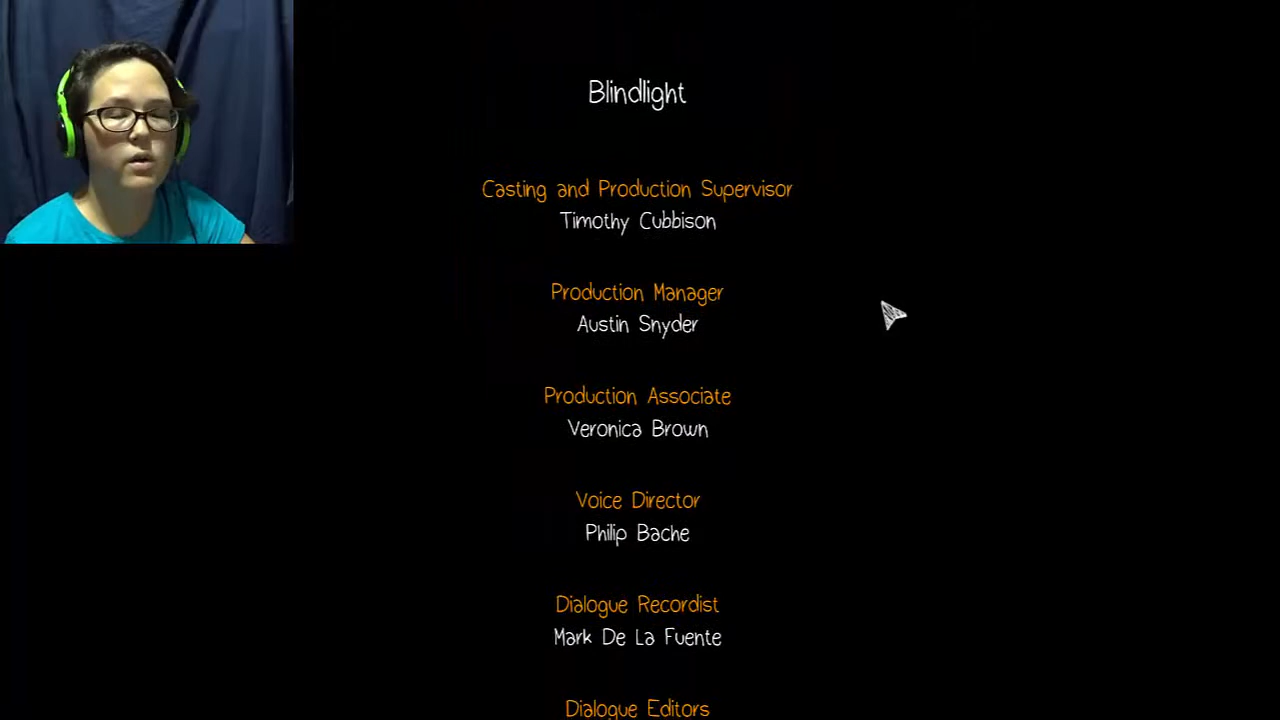 Blindlight
Casting and Production Supervisor
Timothy Cubbison
Production Manager
Austin Snyder
Production Associate
Veronica Brown
Voice Director
Philip Bache
Dialogue Recordist
Mark De La Fuente
Dialogue Editors